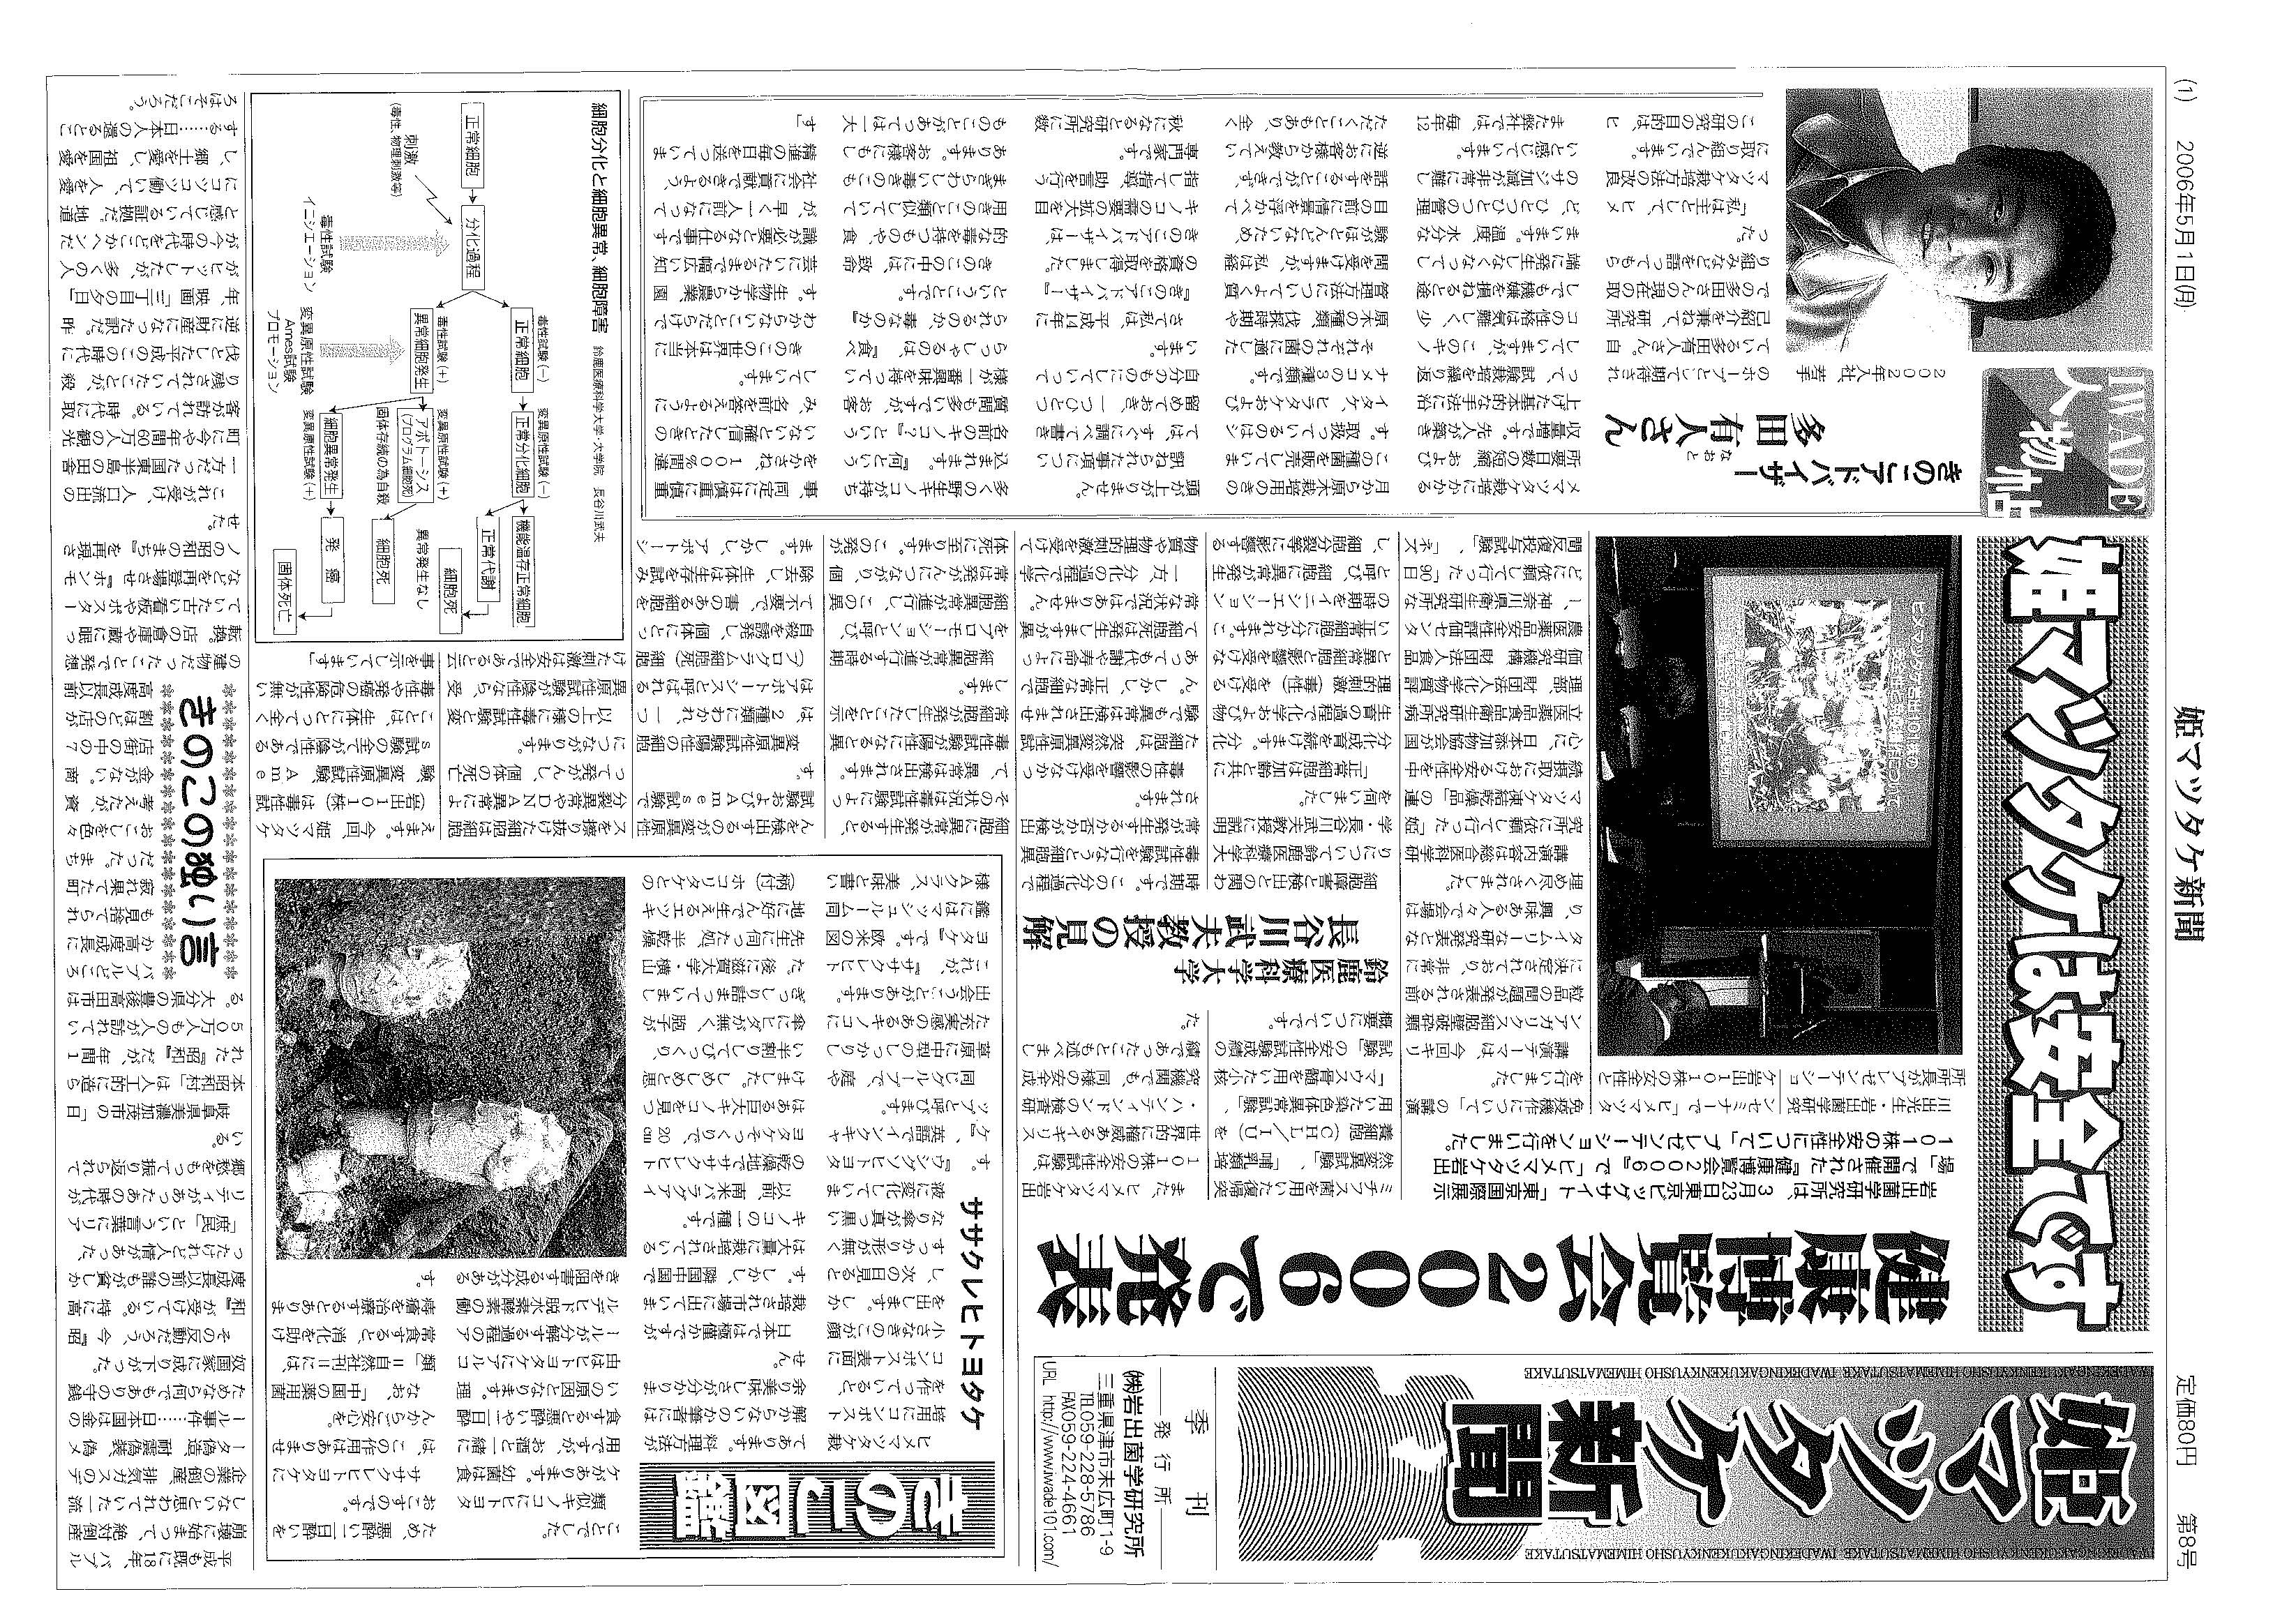 (1)　2006年5月1日(月)
姫マツタケ新聞
定価80円　第8号
姫マツタケ新聞
季　刊
発行所
㈱岩出菌学研究所
三重県津市末広町1-9
TEL059-228-5786
FAX059-224-4661
URL http://www.iwade101.com/
姫マツタケは安全です
健康博覧会2006で発表
岩出菌学研究所は、3月23日東京ビッグサイト「東京国際展示
場」で開催された『健康博覧会2006』で「ヒメマツタケ岩出
101株の安全性について」プレゼンテーションを行いました。
ヒメマツタケ岩出101株の
安全性と免疫機作について
川出光生・岩出菌学研究
所所長がプレゼンテーショ
ンセミナーで「ヒメマツタ
ケ岩出101株の安全性と
免疫機作について」の講演
を行いました。
講演テーマは、今回キリ
ンアガリクス細胞壁破砕顆
粒品の問題が発表される前
に決定されており、非常に
タイムリーな研究発表とな
り、興味ある人々で会場は
埋め尽くされました。
講演内容は総合医科学研
究所に依頼して行った「姫
マツタケ凍結乾燥品」の連
続摂取における安全性を中
心に、日本添加物協会が国
立医薬品食品衛生研究所病
理部、財団法人化学物質評
価研究機構、財団法人食品
農医薬品安全性評価センタ
ー、神奈川県衛生研究所な
どに依頼して行った「90日
間反復投与試験」、「ネズ
ミチフス菌を用いた復帰突
然変異試験」、「哺乳類培
養細胞（CHL／IU）を
用いた染色体異常試験」、
「マウス骨髄を用いた小核
試験」の安全性試験成績の
概要についてです。
また、ヒメマツタケ岩出
101株の安全性試験は、
世界的に権威あるイギリス
・ハンティンドンの検査研
究機関でも、同様の安全成
績であったことも述べまし
た。
鈴鹿医療科学大学
長谷川武夫教授の見解
細胞障害と検出との関わ
りについて鈴鹿医療科学大
学・長谷川武夫教授に説明
を伺いました。
「正常細胞は加齢と共に
分化成育を続けます。分化
生育の過程で化学および物
理的刺激（毒性）を受ける
と異常細胞と影響を受けな
い正常細胞に分かれます。こ
の時期をイニシエーション
と呼び、細胞に異常が発生
し、細胞分裂等に影響する
時期です。この分化過程で
毒性試験を行なうと細胞異
常が発生するか否かが検出
されます。
毒性の影響を受けなかっ
た細胞は、突然変異原性試
験でも異常は検出されませ
ん。しかし、正常な細胞で
あっても代謝や寿命によっ
て細胞死は発生しますが異
常な状況ではありません。
一方、分化の過程で化学
物質や物理的刺激を受けて
細胞に異常が発生すると、
その状況は毒性試験によっ
て、異常は検出されます。
毒性試験が陽性になると異
常細胞が発生したことを示
します。
細胞異常が進行する時期
をプロモーションと呼び、
細胞異常が進行し、この異
常は発がんにつながり、個
体死に至ります。この発が
んを検出するのが変異原性
試験およびAmes試験で
す。
変異原性試験陽性の細胞
は、2種類にわかれ、一つ
はアポトーシスと呼ばれる
（プログラム細胞死）細胞
自殺を誘発し、個体にとっ
て不要で、害のある細胞を
除去し、生体は生存を試み
ます。しかし、アポトーシ
スを擦り抜けた細胞は細胞
分裂異常やDNA異常によ
って発がんし、個体の死亡
につながります。
以上の様に毒性試験と変
異原性試験が陰性なら、受
けた刺激は安全であると云
えます。今回、姫マツタケ
（岩出101株）は毒性試
験、変異原性試験、Ame
s試験の全てが陰性である
ことは、生体にとって全く
毒性や発癌の危険性が無い
事を示しています」
IWADE
人物帖
きのこアドバイザー
多田 有人さん
なおと
2002年入社、若手
のホープとして期待され
ている多田有人さん。自
己紹介を兼ねて、研究所
での多田さんの現在の取
り組みなどを語ってもら
った。
「私は主として、ヒメ
マツタケ栽培方法の改良
に取り組んでいます。
この研究の目的は、ヒ
メマツタケ栽培にかかる
所要日数の短縮、および
収量増です。先人が築き
上げた基本的な手法に沿
って、試験栽培を繰り返
していますが、このキノ
コの性格は気難しく、少
しでも機嫌を損ねると途
端に発生しなくなってし
まいます。温度、水分な
ど、ひとつひとつの管理
のサジ加減が非常に難し
いと感じています。
また弊社では、毎年12
月から原木栽培用のきの
この種菌を販売していま
す。取扱っているのはシ
イタケ、ヒラタケおよび
ナメコの3種類です。
それぞれの菌に適した
原木の種類、伐採時期や
管理方法についてよく質
問を受けますが、私は経
験がほとんどないため、
目の前に情景を浮かべて
話をすることができず、
逆にお客様から教えてい
ただくこともあり、全く
頭が上がりません。
訊ねられた事項につい
ては、すぐに調べて書き
留めておき、一つひとつ
自分のものにしていって
います。
さて私は、平成14年に
『きのこアドバイザー』
の資格を取得しました。
きのこアドバイザーは、
キノコの需要の拡大を目
指して指導、助言を行う
専門家です。
秋になると研究所に数
多くの野生キノコが持ち
込まれます。『何という
名前のキノコ？』という
質問も多いですが、お客
様が一番興味を持ってい
らっしゃるのは、『食べ
られるのか、毒なのか』
ということです。
きのこの中には、致命
的な毒を持つものや、食
用きのこと類似していて
まぎらわしい毒きのこも
あります。お客様にもし
ものことがあっては一大
事、同定には慎重に慎重
をかさね、100％間違
いないと確信したときの
み、名前を答えるように
しています。
きのこの世界は本当に
わからないことだらけで
す。生物学から農業、園
芸にいたるまで幅広い知
識が必要となる仕事です
が、早く一人前になって
社会に貢献できるよう、
精進の毎日を送っていま
す」
きのこ図鑑
ササクレヒトヨタケ
ヒメマツタケ栽
培用にコンポスト
を作っていると、
コンポスト表面に
小さなきのこが顔
を出します。しか
し、次の日見ると
すっかり形が無く
なり傘が真っ黒い
液に変化していま
す。『ウシグソヒトヨタ
ケ』、英語でインクキャ
ップと呼びます。
同じグループで、庭や
草原に中型のしっかりし
た充実感のあるキノコに
出会うことがあります。
これが、『ササクレヒト
ヨタケ』です。欧米の図
鑑にはマッシュルーム同
様Aクラス、美味と書い
てあります。料理方法が
解からないのか筆者には
余り美味しさが分かりま
せん。
日本では極僅かですが
栽培され市場に出ていま
す。しかし、隣国中国で
は大量に栽培されている
キノコの一種です。
以前、南米パラグアイ
の乾燥地でササクレヒト
ヨタケそっくりで、20cm
はある巨大キノコを見つ
けました。しめしめと思
い半割りしてびっくり、
傘にヒダが無く、胞子が
ぎっしり詰まっていまし
た。後に滋賀大学・横山
先生に伺った処、半乾燥
地に好んで生えるエツキ
（柄付）ホコリタケとの
ことでした。
類似キノコにヒトヨタ
ケがあります。幼菌は食
用ですが、お酒と一緒に
食すると悪酔いや二日酔
いの原因となります。理
由はヒトヨタケにアルコ
ールが分解する過程のア
ルデヒド脱水素酵素の働
きを阻害する成分がある
ため、悪酔い二日酔いを
おこすのです。
ササクレヒトヨタケに
は、この作用はありませ
んからご安心を。
なお、「中国の薬用菌
類」＝自然社刊＝には、
常食すると、消化を助け
痔瘡を治療するとありま
す。
細胞分化と細胞異常、細胞障害　鈴鹿医療科学大学・大学院　長谷川武夫
毒性試験(－)　変異原性試験(－)
正常細胞　正常分化細胞　機能温存正常細胞
正常代謝
正常細胞　分化過程
細胞死
毒性試験(＋)　変異原性試験(＋)
異常細胞発生　アポトーシス　異常発生なし
(プログラム細胞死)
刺激
(毒性、物理刺激等)
固体存続の為自殺　細胞死
細胞異常発生　発　癌
変異原性試験(＋)
毒性試験
イニシエーション
変異原性試験
Ames試験
プロモーション
固体死亡
きのこの独り言
平成も既に18年、バブル
崩壊に始まって、絶対倒産
しないと思われていた一流
企業の倒産、排気ガスのデ
ータ偽造、耐震偽装、偽メ
ール事件……日本国は金の
ためなら何でもありの守銭
奴国家に成り下がった。
その反動だろう、今『昭
和』が受けている。特に高
度成長以前の誰もが貧しか
ったけれど人情があった、
「庶民」という言葉にリア
リティがあったあの時代が
郷愁をもって振り返られて
いる。
岐阜県美濃加茂市の「日
本昭和村」は人工的に造ら
れた『昭和』だが、年間1
50万人もの人が訪れてい
る。大分県の豊後高田市は
バブルどころ
か高度成長に
も見捨てられ
寂れ果てた町
だった。まち
おこしを色々
考えたが、資
金がない。商
店街の中の7
割ほどの店が
高度成長以前
の建物だったことで発想
転換。店の倉庫や蔵に眠っ
ていた古い看板やポスター
などを再登場させ『ホンモ
ノの昭和のまち』を再現さ
せた。
これが受け、人口流出の
一方だった国東半島の田舎
町に今や年間60万人の観光
客が訪れている。時代に取
り残されていたことが、殺
伐とした平成のこの時代に
逆に財産になった訳だ。昨
年、映画「三丁目の夕日」
がヒットしたが、多くの人
が今の時代をどこかヘンだ
と感じている証拠だ。地道
にコツコツ働いて、人を愛
し、郷土を愛し、祖国を愛
する……日本人の還るとこ
ろはそこだろう。